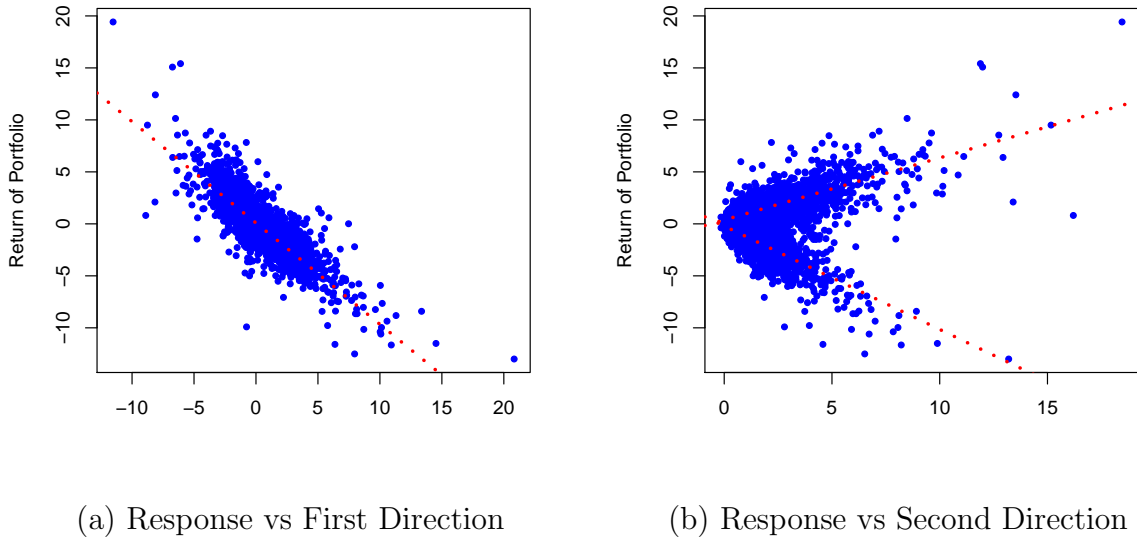 Return of Portfolio
20
15
10
5
0
−5
−10
−10 −5 0 5 10 15 20
(a) Response vs First Direction
Return of Portfolio
20
15
10
5
0
−5
−10
0 5 10 15
(b) Response vs Second Direction